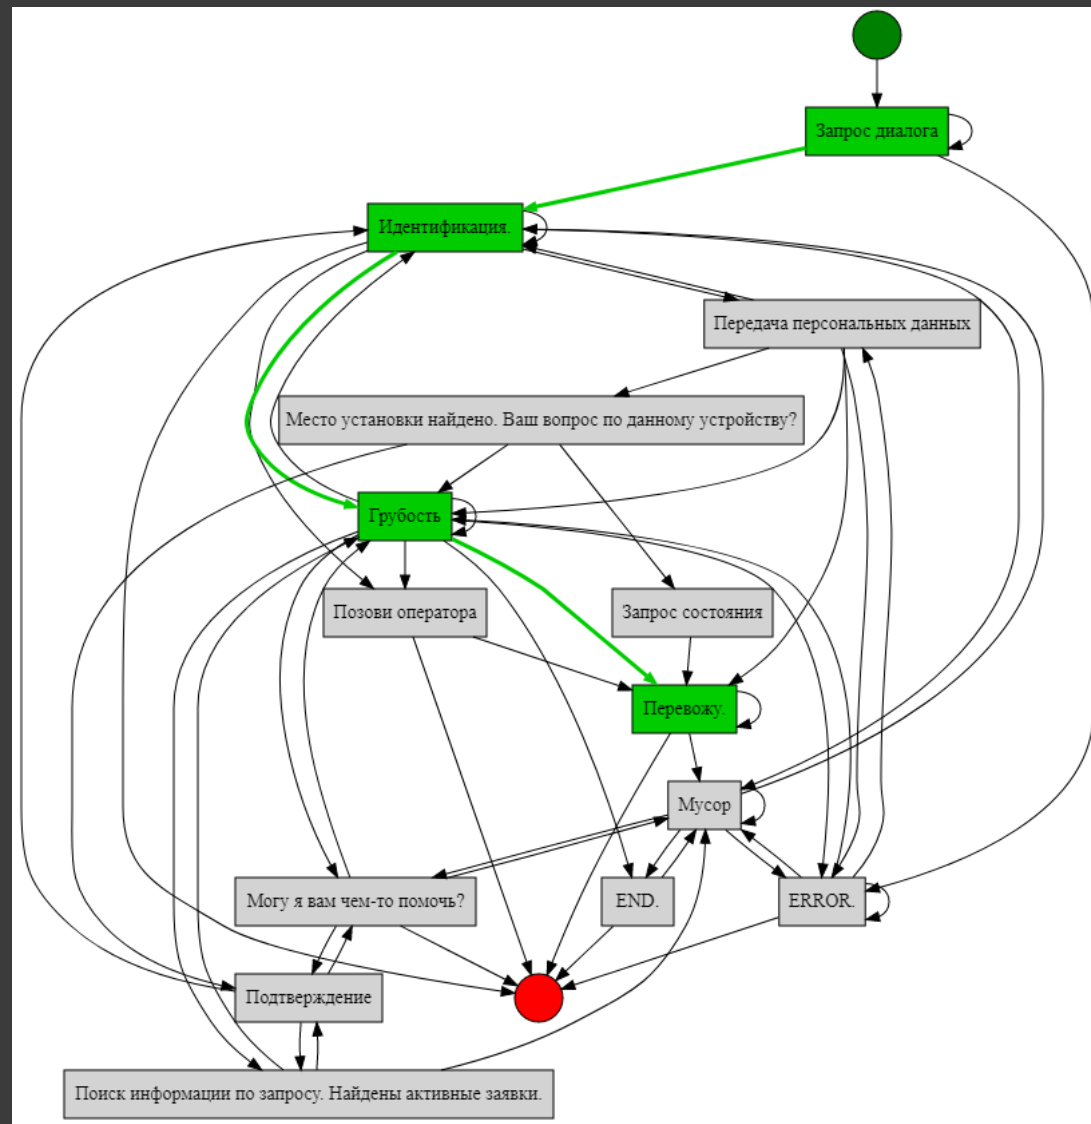 Запрос диалога
Идентификация.
Передача персональных данных
Место установки найдено. Ваш вопрос по данному устройству?
Грубость
Позови оператора
Запрос состояния
Перевожу.
Мусор
Могу я вам чем-то помочь?
END.
ERROR.
Подтверждение
Поиск информации по запросу. Найдены активные заявки.